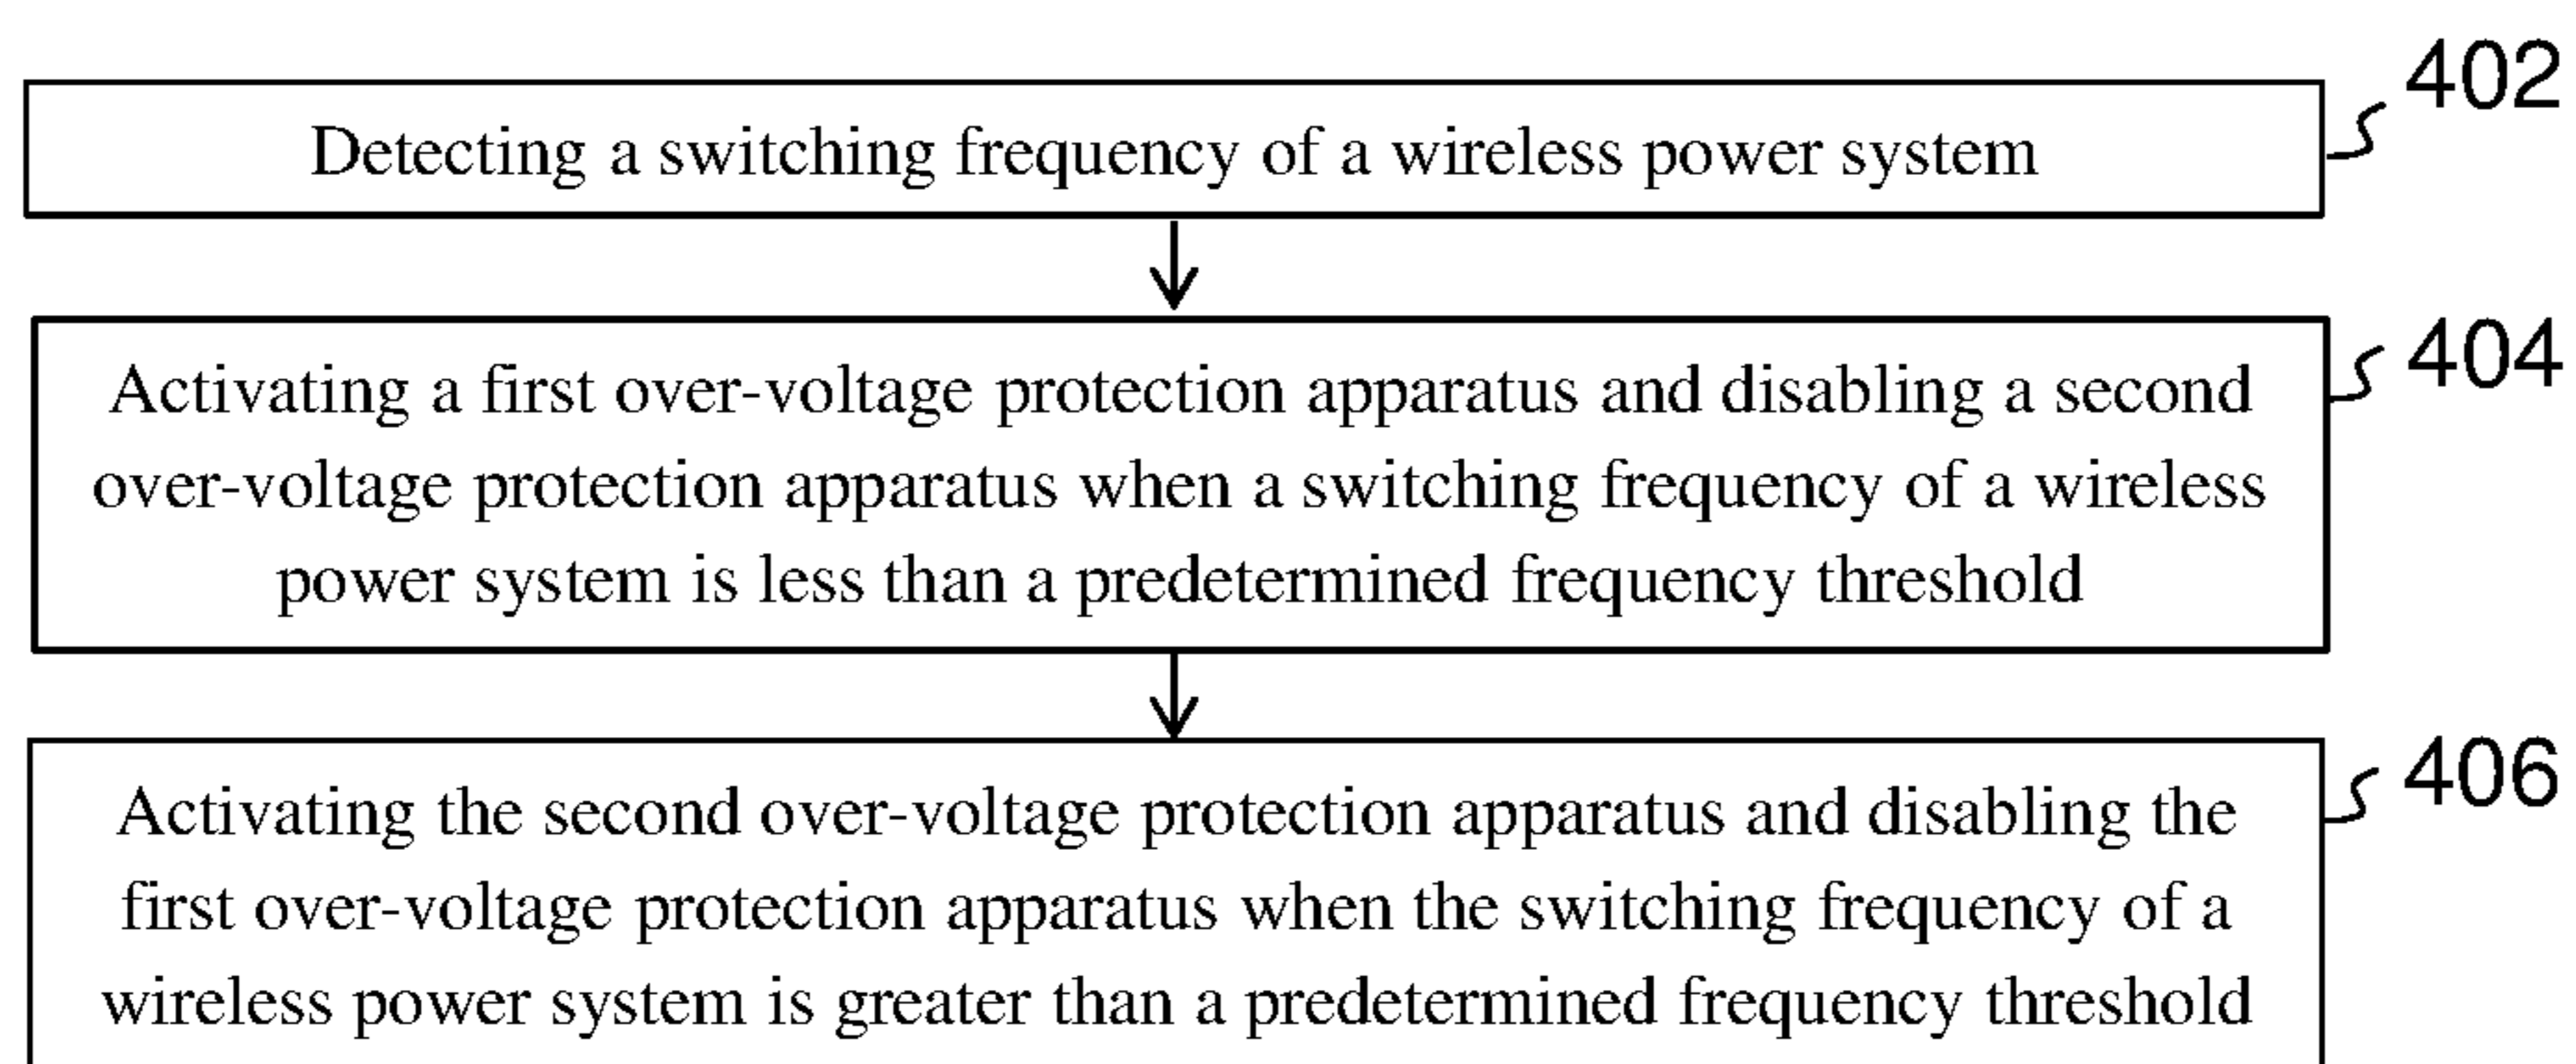 402
Detecting a switching frequency of a wireless power system
404
Activating a first over-voltage protection apparatus and disabling a second
over-voltage protection apparatus when a switching frequency of a wireless
power system is less than a predetermined frequency threshold
406
Activating the second over-voltage protection apparatus and disabling the
first over-voltage protection apparatus when the switching frequency of a
wireless power system is greater than a predetermined frequency threshold